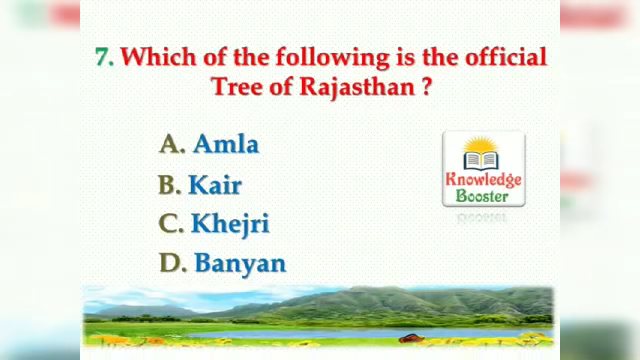 7. Which of the following is the official
Tree of Rajasthan ?
A. Amla
B. Kair
C. Khejri
D. Banyan
Knowledge
Booster